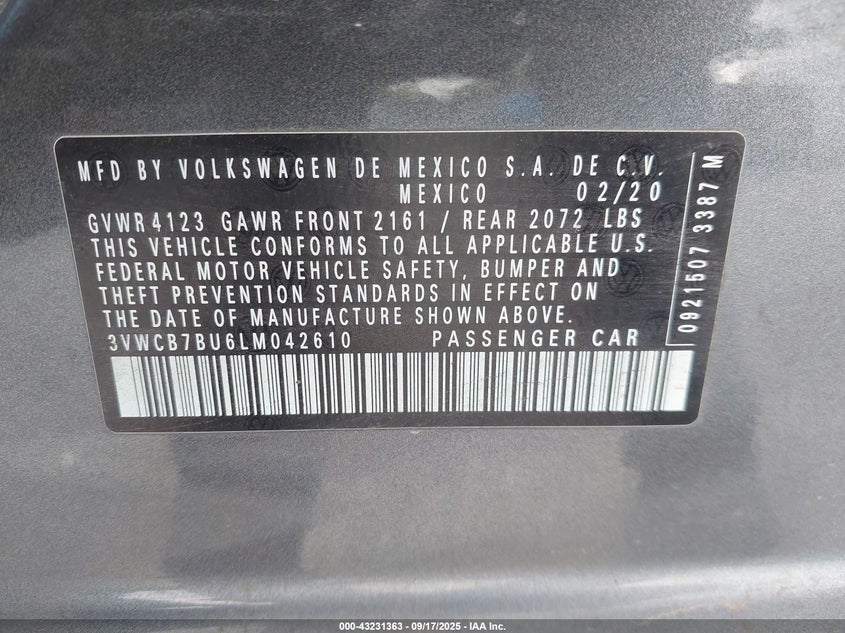 MFD BY VOLKSWAGEN DE MEXICO S.A. DE C.V.
MEXICO 02/20
GVWR 4123 GAWR FRONT 2161 / REAR 2072 LBS
THIS VEHICLE CONFORMS TO ALL APPLICABLE U.S.
FEDERAL MOTOR VEHICLE SAFETY, BUMPER AND
THEFT PREVENTION STANDARDS IN EFFECT ON
THE DATE OF MANUFACTURE SHOWN ABOVE.
3VWCB7BU6LM042610 PASSENGER CAR
0921507 3387 M
000-43231363 - 09/17/2025 - IAA Inc.